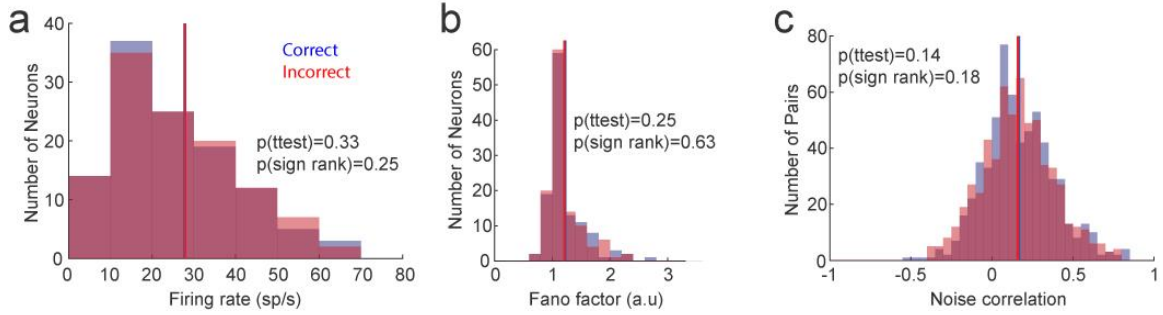 a
Number of Neurons
40
30
20
10
0
0 10 20 30 40 50 60 70 80
Firing rate (sp/s)
Correct
Incorrect
p(ttest)=0.33
p(sign rank)=0.25
b
Number of Neurons
60
50
40
30
20
10
0
0 1 2 3
Fano factor (a.u)
p(ttest)=0.25
p(sign rank)=0.63
c
Number of Pairs
80
60
40
20
0
-1 -0.5 0 0.5 1
Noise correlation
p(ttest)=0.14
p(sign rank)=0.18